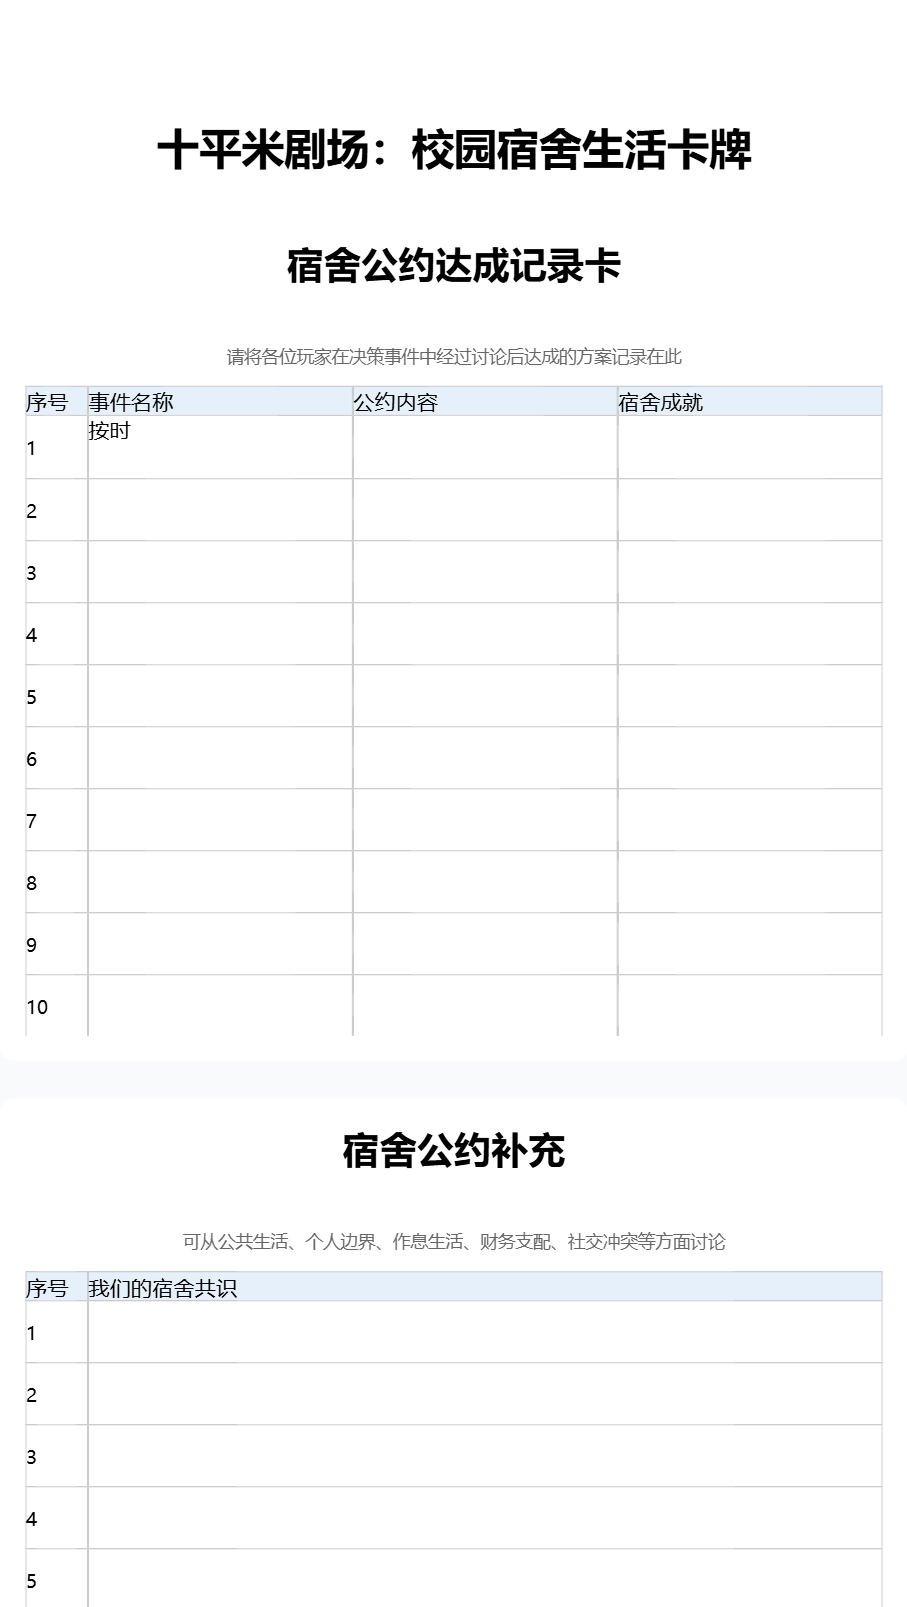 十平米剧场：校园宿舍生活卡牌
宿舍公约达成记录卡
请将各位玩家在决策事件中经过讨论后达成的方案记录在此
序号 事件名称 公约内容 宿舍成就
1 按时
2
3
4
5
6
7
8
9
10
宿舍公约补充
可从公共生活、个人边界、作息生活、财务支配、社交冲突等方面讨论
序号 我们的宿舍共识
1
2
3
4
5